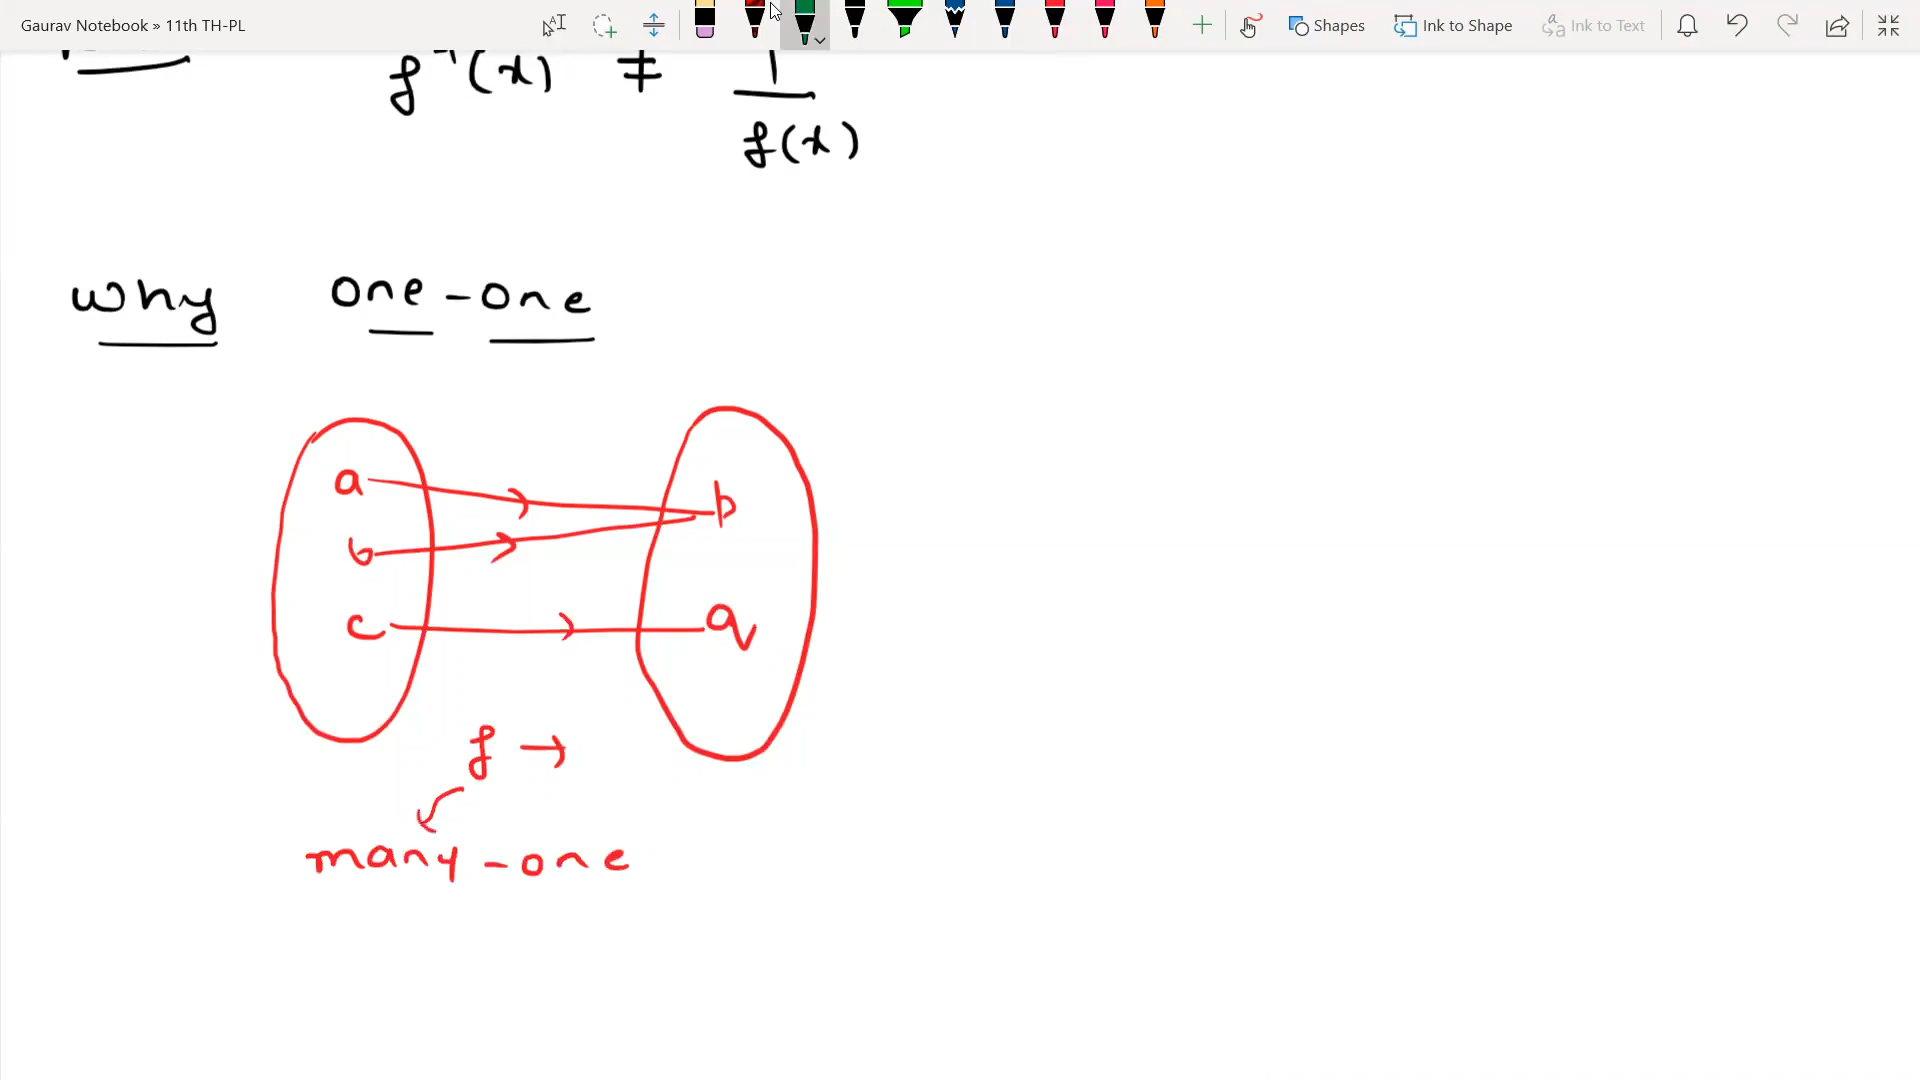 Gaurav Notebook » 11th TH-PL
Shapes
Ink to Shape
Ink to Text
f⁻¹(x) ≠ 1
f(x)
why one-one
a
b
c
p
q
f →
many-one